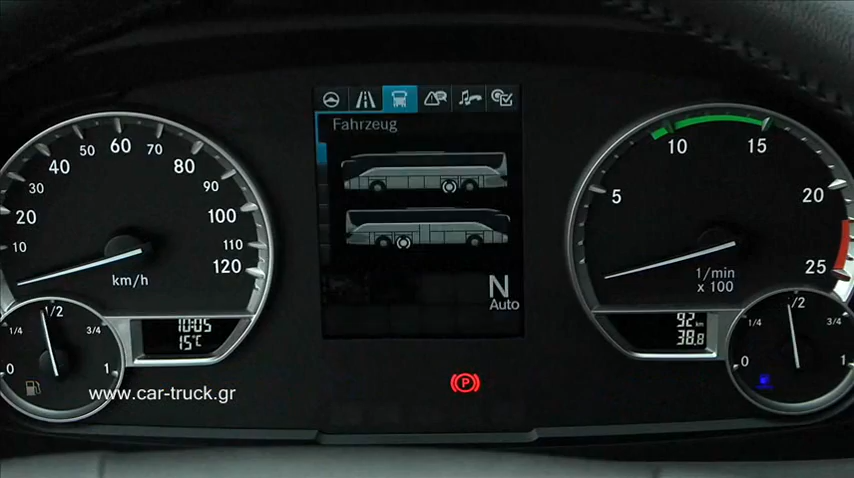 Fahrzeug
10
20
30
40
50
60
70
80
90
100
110
120
km/h
N
Auto
5
10
15
20
25
1/min
x 100
0
1/4
1/2
3/4
1
10:05
15°C
92 km
38,8
0
1/4
1/2
3/4
1
P
www.car-truck.gr